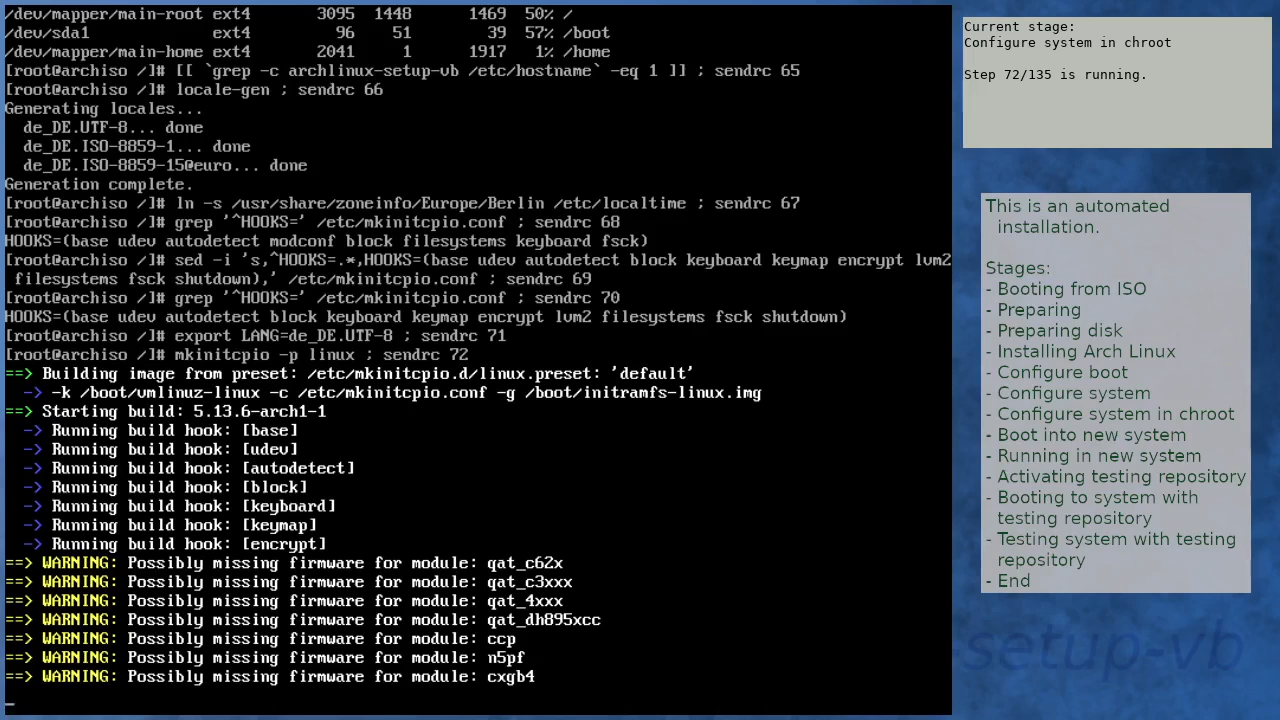 /dev/mapper/main-root ext4       3095  1448      1469  50% /
/dev/sda1             ext4         96    51        39  57% /boot
/dev/mapper/main-home ext4       2041     1      1917   1% /home
[root@archiso /]# [[ `grep -c archlinux-setup-vb /etc/hostname` -eq 1 ]] ; sendrc 65
[root@archiso /]# locale-gen ; sendrc 66
Generating locales...
  de_DE.UTF-8... done
  de_DE.ISO-8859-1... done
  de_DE.ISO-8859-15@euro... done
Generation complete.
[root@archiso /]# ln -s /usr/share/zoneinfo/Europe/Berlin /etc/localtime ; sendrc 67
[root@archiso /]# grep '^HOOKS=' /etc/mkinitcpio.conf ; sendrc 68
HOOKS=(base udev autodetect modconf block filesystems keyboard fsck)
[root@archiso /]# sed -i 's,^HOOKS=.*,HOOKS=(base udev autodetect block keyboard keymap encrypt lvm2
 filesystems fsck shutdown),' /etc/mkinitcpio.conf ; sendrc 69
[root@archiso /]# grep '^HOOKS=' /etc/mkinitcpio.conf ; sendrc 70
HOOKS=(base udev autodetect block keyboard keymap encrypt lvm2 filesystems fsck shutdown)
[root@archiso /]# export LANG=de_DE.UTF-8 ; sendrc 71
[root@archiso /]# mkinitcpio -p linux ; sendrc 72
==> Building image from preset: /etc/mkinitcpio.d/linux.preset: 'default'
  -> -k /boot/vmlinuz-linux -c /etc/mkinitcpio.conf -g /boot/initramfs-linux.img
==> Starting build: 5.13.6-arch1-1
  -> Running build hook: [base]
  -> Running build hook: [udev]
  -> Running build hook: [autodetect]
  -> Running build hook: [block]
  -> Running build hook: [keyboard]
  -> Running build hook: [keymap]
  -> Running build hook: [encrypt]
==> WARNING: Possibly missing firmware for module: qat_c62x
==> WARNING: Possibly missing firmware for module: qat_c3xxx
==> WARNING: Possibly missing firmware for module: qat_4xxx
==> WARNING: Possibly missing firmware for module: qat_dh895xcc
==> WARNING: Possibly missing firmware for module: ccp
==> WARNING: Possibly missing firmware for module: n5pf
==> WARNING: Possibly missing firmware for module: cxgb4
Current stage:
Configure system in chroot
Step 72/135 is running.
This is an automated
installation.
Stages:
- Booting from ISO
- Preparing
- Preparing disk
- Installing Arch Linux
- Configure boot
- Configure system
- Configure system in chroot
- Boot into new system
- Running in new system
- Activating testing repository
- Booting to system with
testing repository
- Testing system with testing
repository
- End
setup-vb